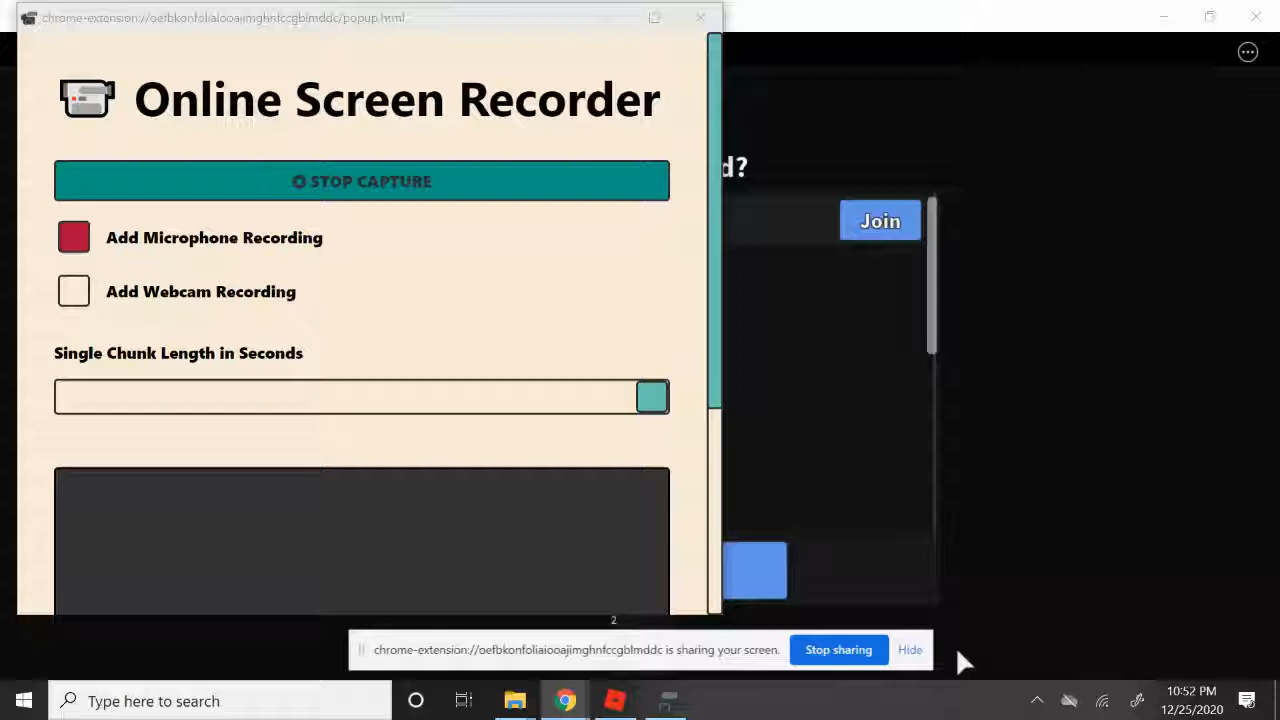 chrome-extension://oefbkonfoliaiooajimghnfccgblmddc/popup.html
Online Screen Recorder
STOP CAPTURE
Add Microphone Recording
Add Webcam Recording
Single Chunk Length in Seconds
d?
Join
2
chrome-extension://oefbkonfoliaiooajimghnfccgblmddc is sharing your screen.
Stop sharing
Hide
Type here to search
10:52 PM
12/25/2020